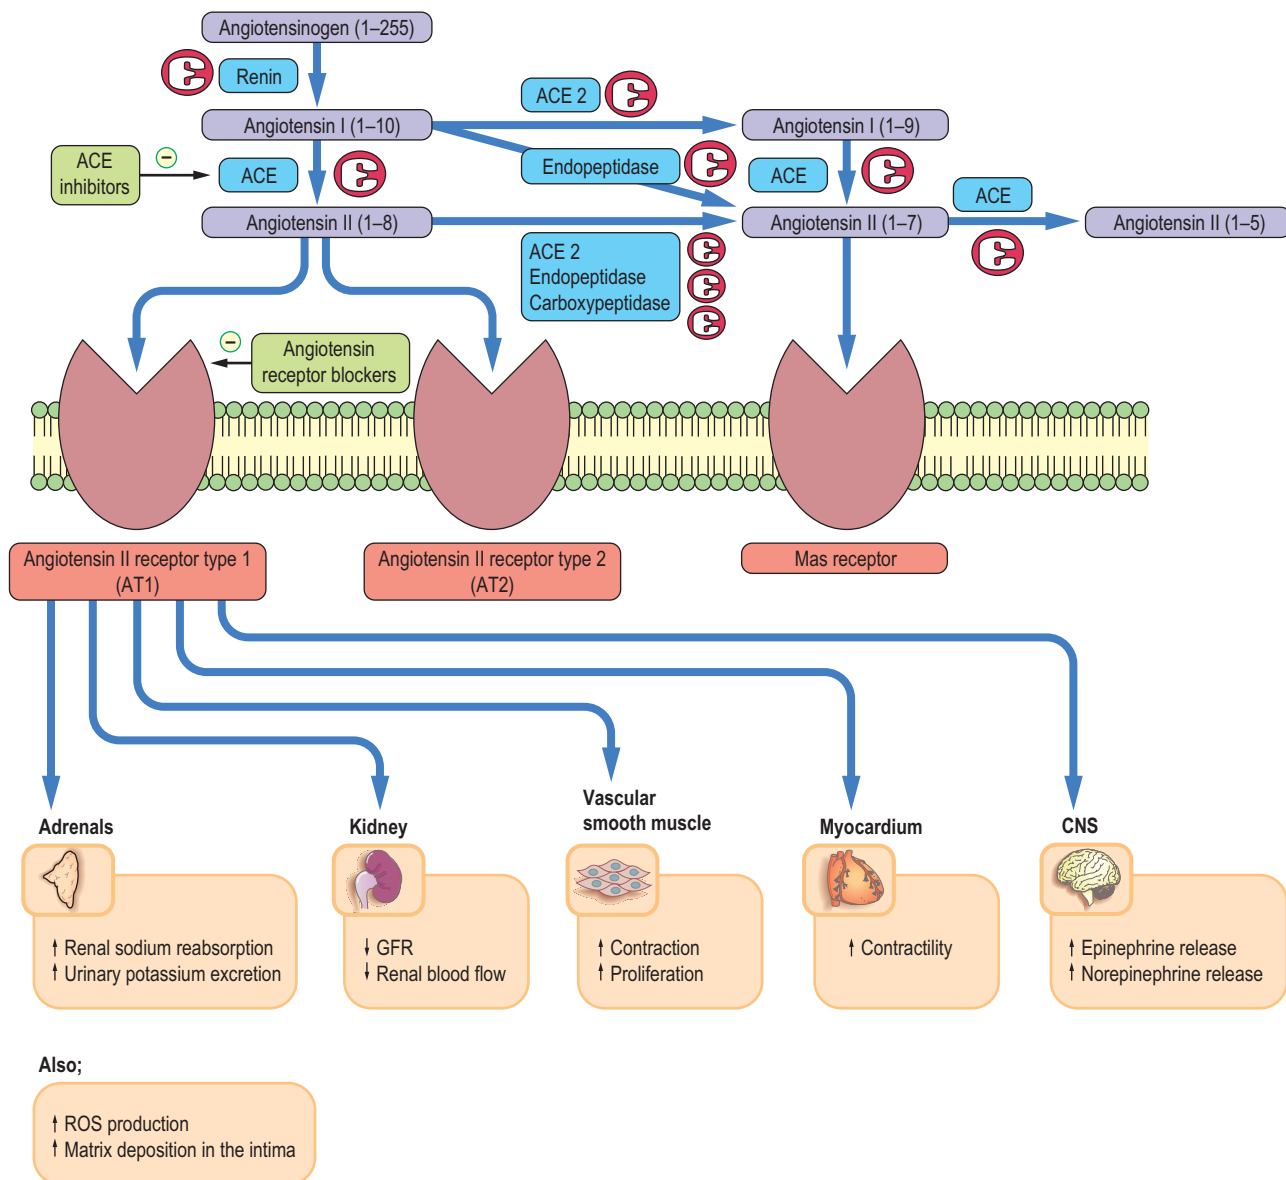 Angiotensinogen (1–255)
Renin
ACE 2
Angiotensin I (1–10)
Angiotensin I (1–9)
ACE
inhibitors
–
ACE
Endopeptidase
ACE
ACE
Angiotensin II (1–8)
Angiotensin II (1–7)
Angiotensin II (1–5)
ACE 2
Endopeptidase
Carboxypeptidase
–
Angiotensin
receptor blockers
Angiotensin II receptor type 1
(AT1)
Angiotensin II receptor type 2
(AT2)
Mas receptor
Adrenals
↑ Renal sodium reabsorption
↑ Urinary potassium excretion
Kidney
↓ GFR
↓ Renal blood flow
Vascular
smooth muscle
↑ Contraction
↑ Proliferation
Myocardium
↑ Contractility
CNS
↑ Epinephrine release
↑ Norepinephrine release
Also;
↑ ROS production
↑ Matrix deposition in the intima